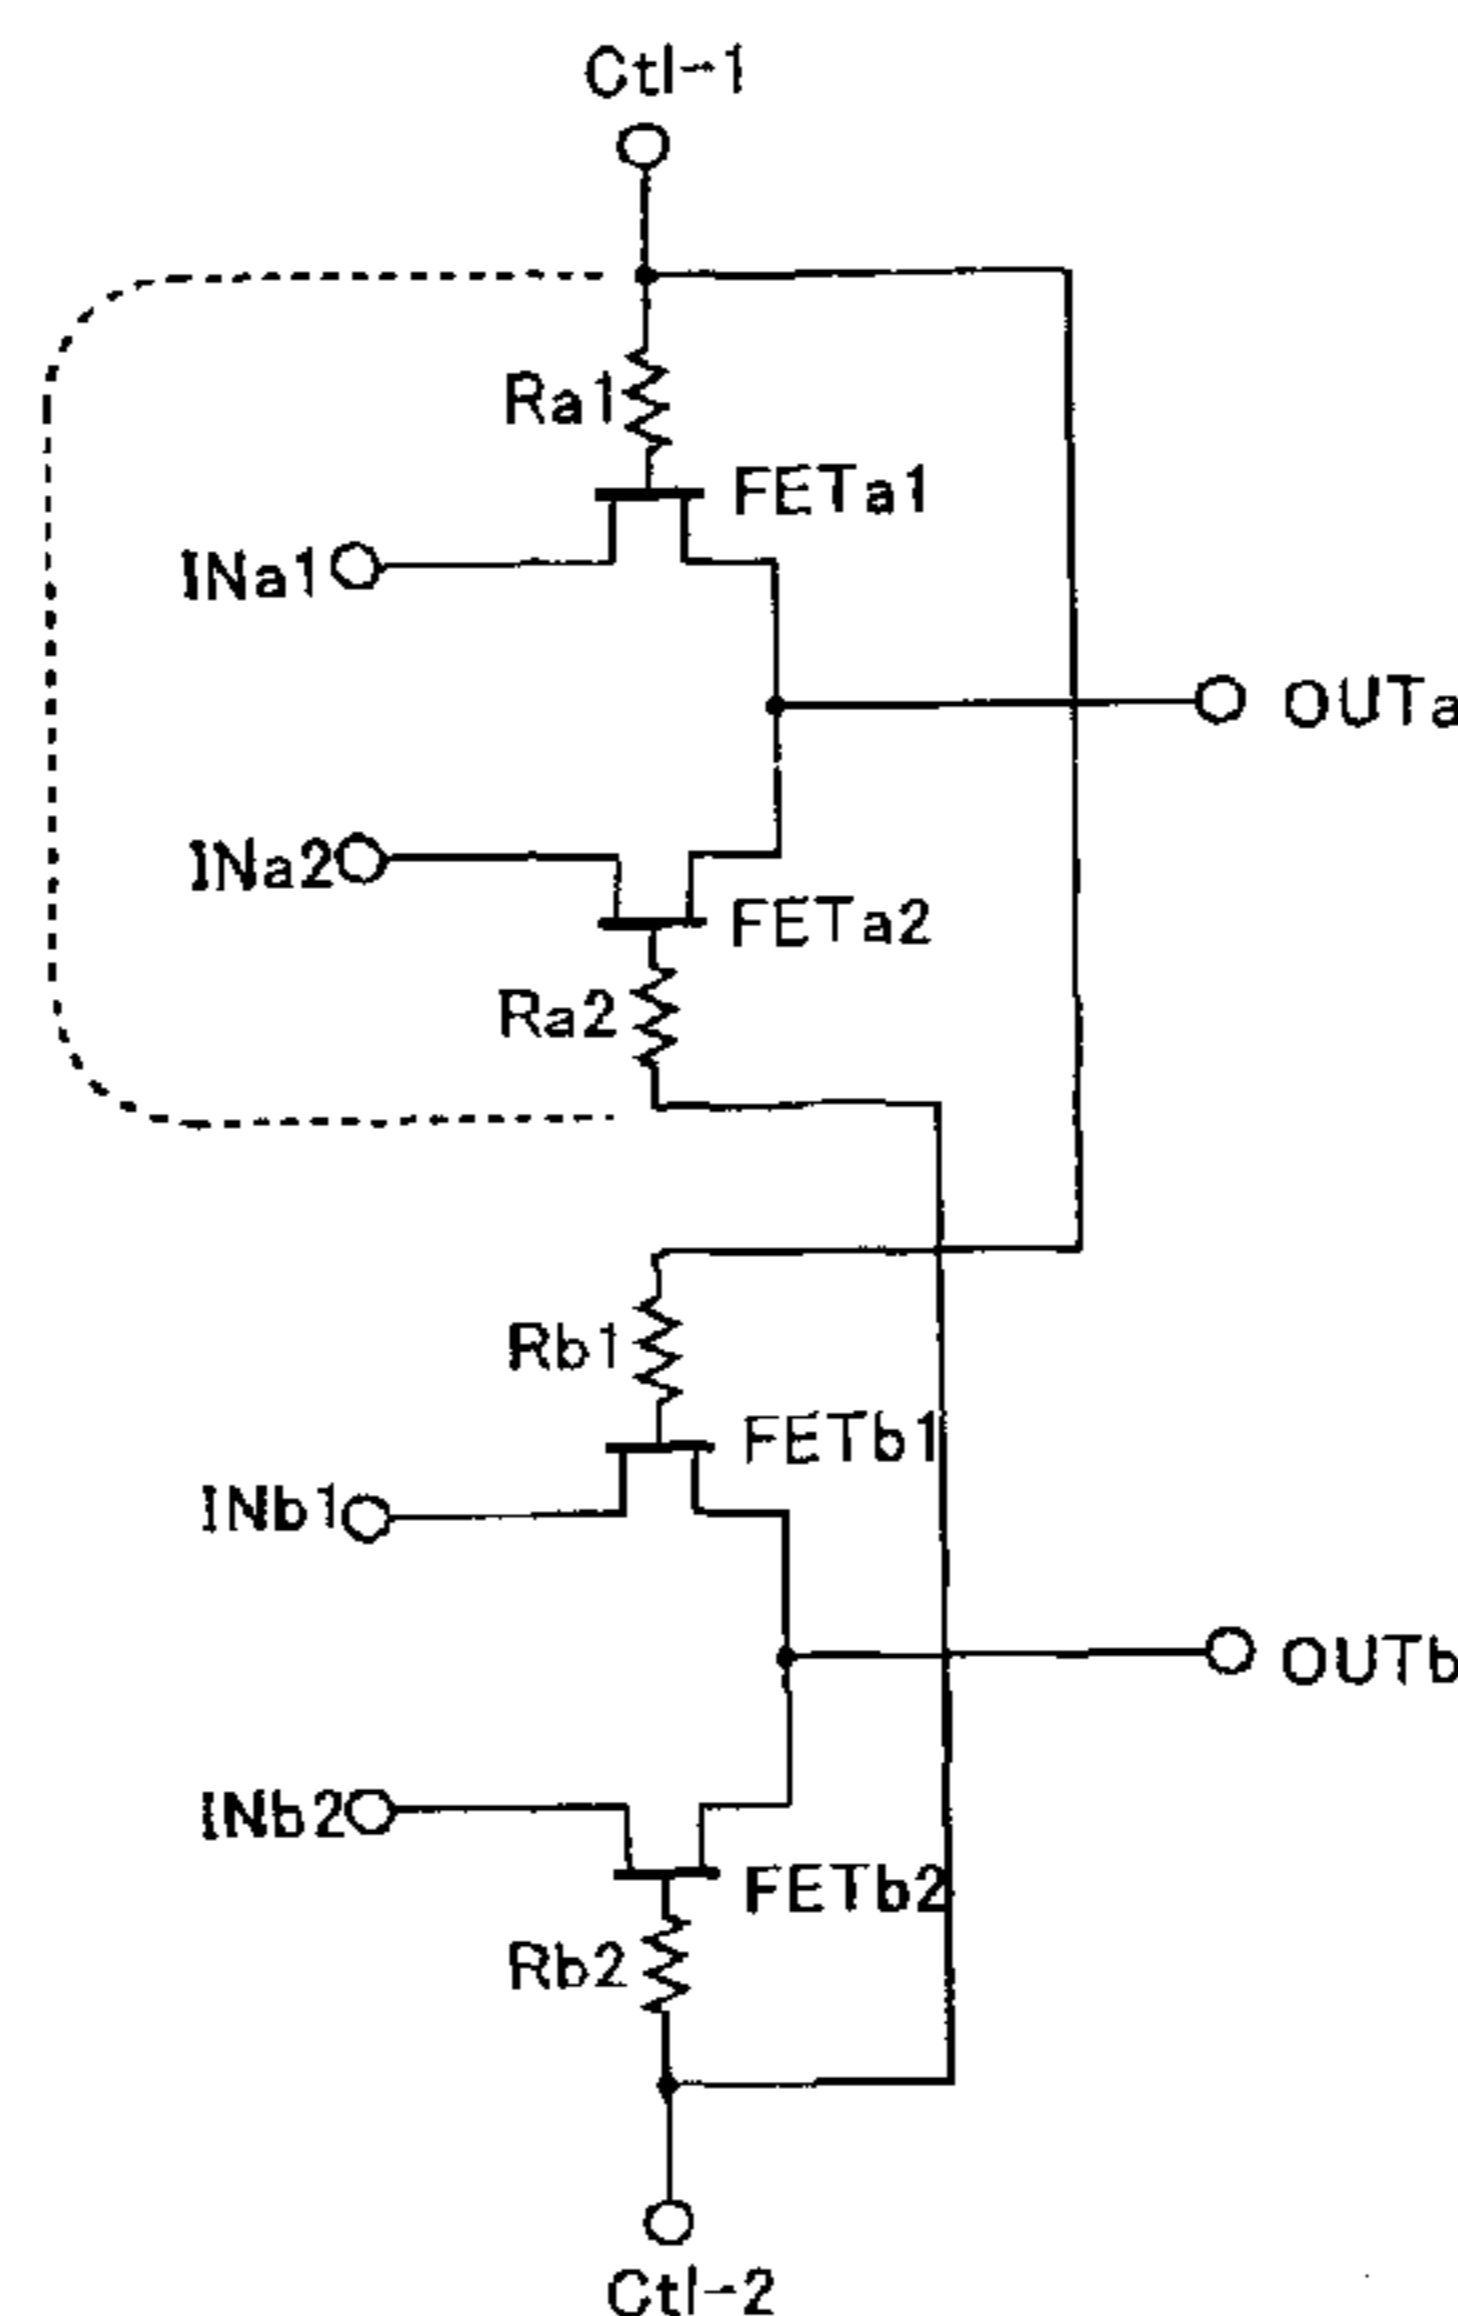 Ctl-1
Ra1
FETa1
INa1
OUTa
INa2
FETa2
Ra2
Rb1
FETb1
INb1
OUTb
INb2
FETb2
Rb2
Ctl-2